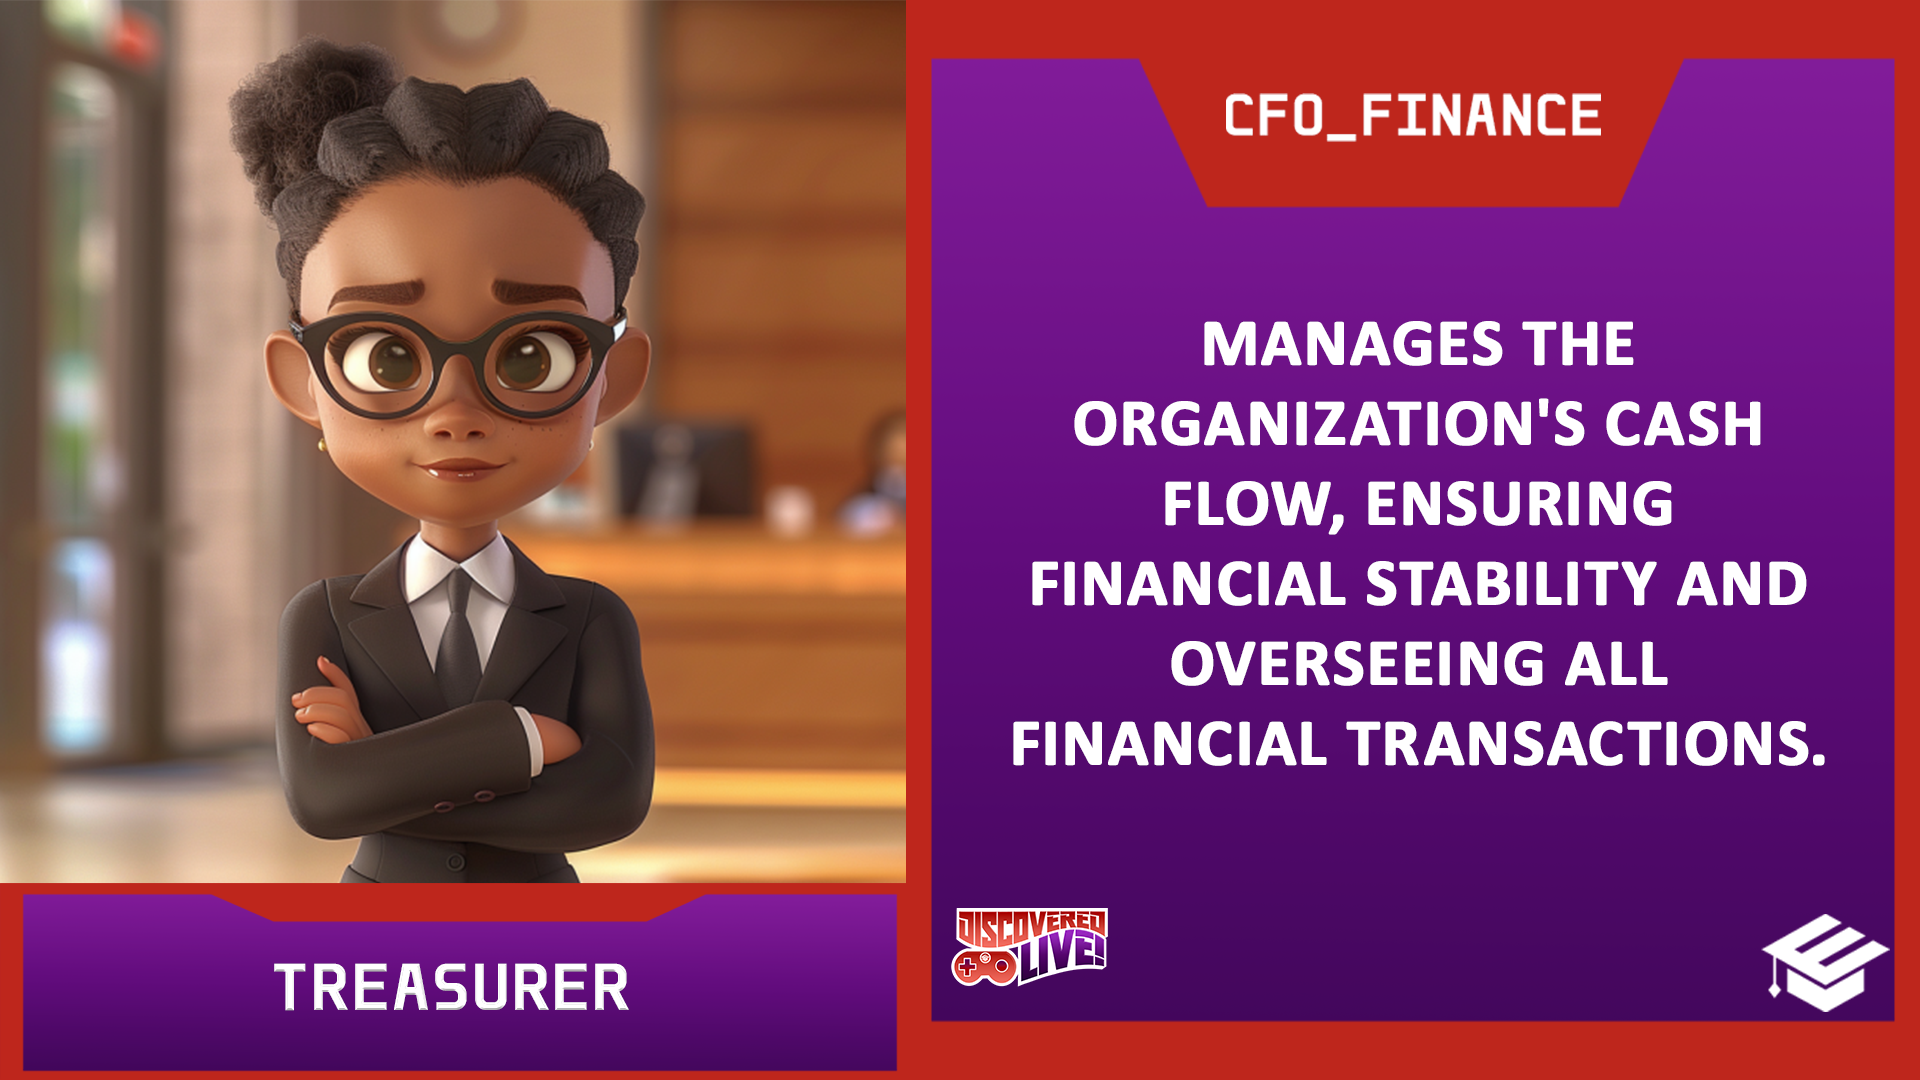 CFO_FINANCE
MANAGES THE
ORGANIZATION'S CASH
FLOW, ENSURING
FINANCIAL STABILITY AND
OVERSEEING ALL
FINANCIAL TRANSACTIONS.
TREASURER
DISCOVERED
LIVE!